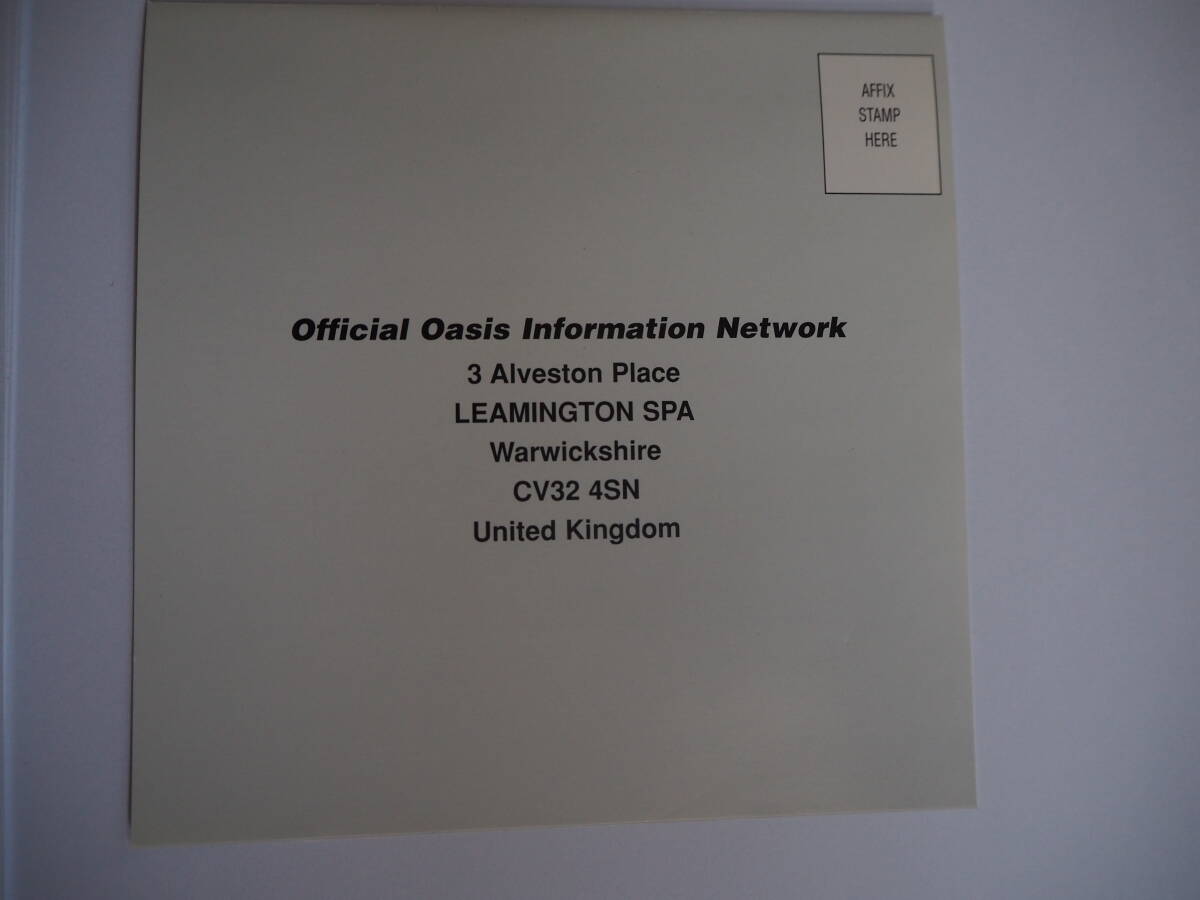 AFFIX
STAMP
HERE
Official Oasis Information Network
3 Alveston Place
LEAMINGTON SPA
Warwickshire
CV32 4SN
United Kingdom